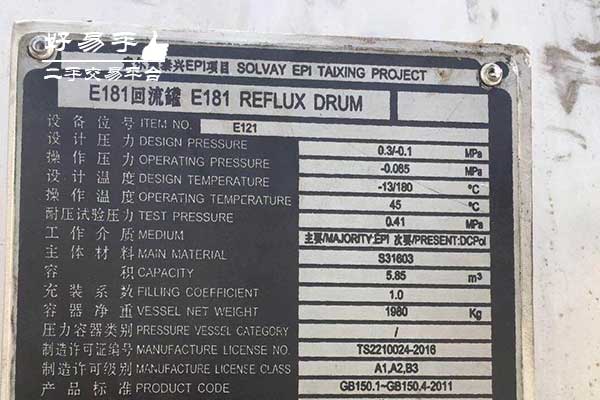 好易手
二手交易平台
泰兴EPI项目 SOLVAY EPI TAIXING PROJECT
E181回流罐 E181 REFLUX DRUM
设备位号 ITEM NO. E121
设计压力 DESIGN PRESSURE 0.3/-0.1 MPa
操作压力 OPERATING PRESSURE -0.065 MPa
设计温度 DESIGN TEMPERATURE -13/180 °C
操作温度 OPERATING TEMPERATURE 45 °C
耐压试验压力 TEST PRESSURE 0.41 MPa
工作介质 MEDIUM 主要/MAJORITY:EPI 次要/PRESENT:DCPol
主体材料 MAIN MATERIAL S31603
容积 CAPACITY 5.85 m³
充装系数 FILLING COEFFICIENT 1.0
容器净重 VESSEL NET WEIGHT 1980 Kg
压力容器类别 PRESSURE VESSEL CATEGORY /
制造许可证编号 MANUFACTURE LICENSE NO. TS2210024-2016
制造许可级别 MANUFACTURE LICENSE CLASS A1,A2,B3
产品标准 PRODUCT CODE GB150.1~GB150.4-2011